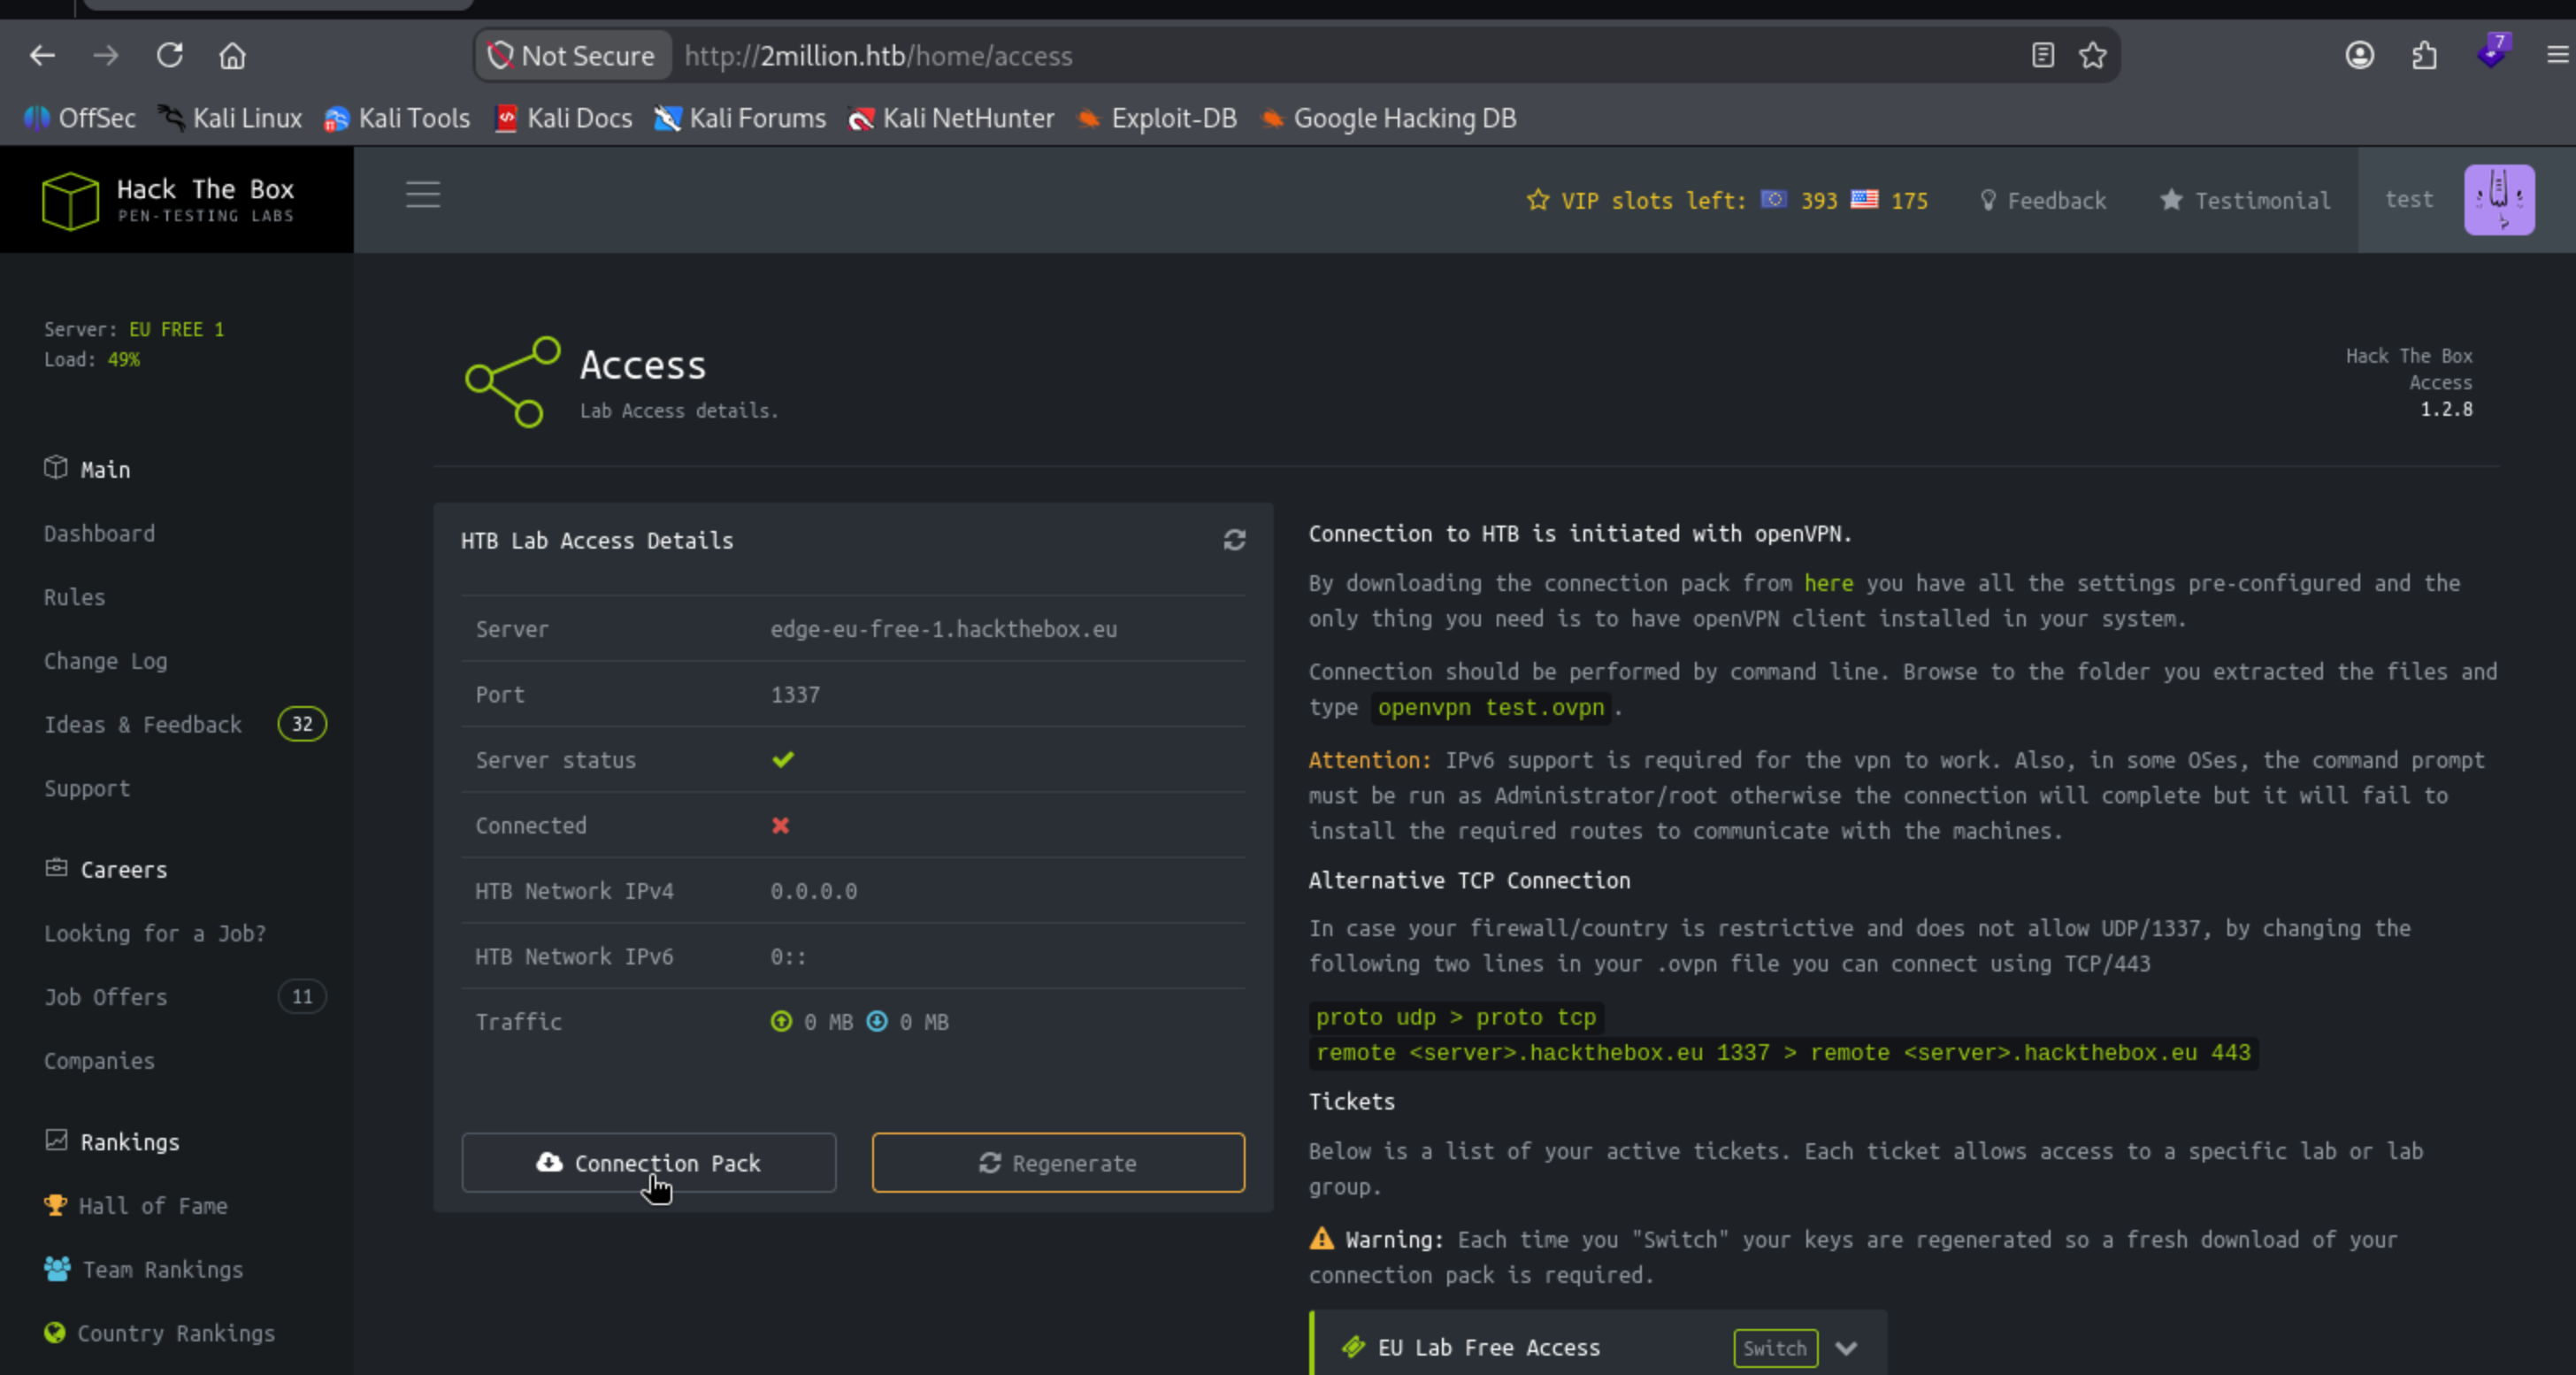 Not Secure http://2million.htb/home/access
7
OffSec Kali Linux Kali Tools Kali Docs Kali Forums Kali NetHunter Exploit-DB Google Hacking DB
Hack The Box
PEN-TESTING LABS
VIP slots left: 393 175 Feedback Testimonial test
Server: EU FREE 1
Load: 49%
Main
Dashboard
Rules
Change Log
Ideas & Feedback 32
Support
Careers
Looking for a Job?
Job Offers 11
Companies
Rankings
Hall of Fame
Team Rankings
Country Rankings
Access
Lab Access details.
Hack The Box
Access
1.2.8
HTB Lab Access Details
Server edge-eu-free-1.hackthebox.eu
Port 1337
Server status
Connected
HTB Network IPv4 0.0.0.0
HTB Network IPv6 0::
Traffic 0 MB 0 MB
Connection Pack Regenerate
Connection to HTB is initiated with openVPN.
By downloading the connection pack from here you have all the settings pre-configured and the
only thing you need is to have openVPN client installed in your system.
Connection should be performed by command line. Browse to the folder you extracted the files and
type openvpn test.ovpn .
Attention: IPv6 support is required for the vpn to work. Also, in some OSes, the command prompt
must be run as Administrator/root otherwise the connection will complete but it will fail to
install the required routes to communicate with the machines.
Alternative TCP Connection
In case your firewall/country is restrictive and does not allow UDP/1337, by changing the
following two lines in your .ovpn file you can connect using TCP/443
proto udp > proto tcp
remote <server>.hackthebox.eu 1337 > remote <server>.hackthebox.eu 443
Tickets
Below is a list of your active tickets. Each ticket allows access to a specific lab or lab
group.
Warning: Each time you "Switch" your keys are regenerated so a fresh download of your
connection pack is required.
EU Lab Free Access Switch